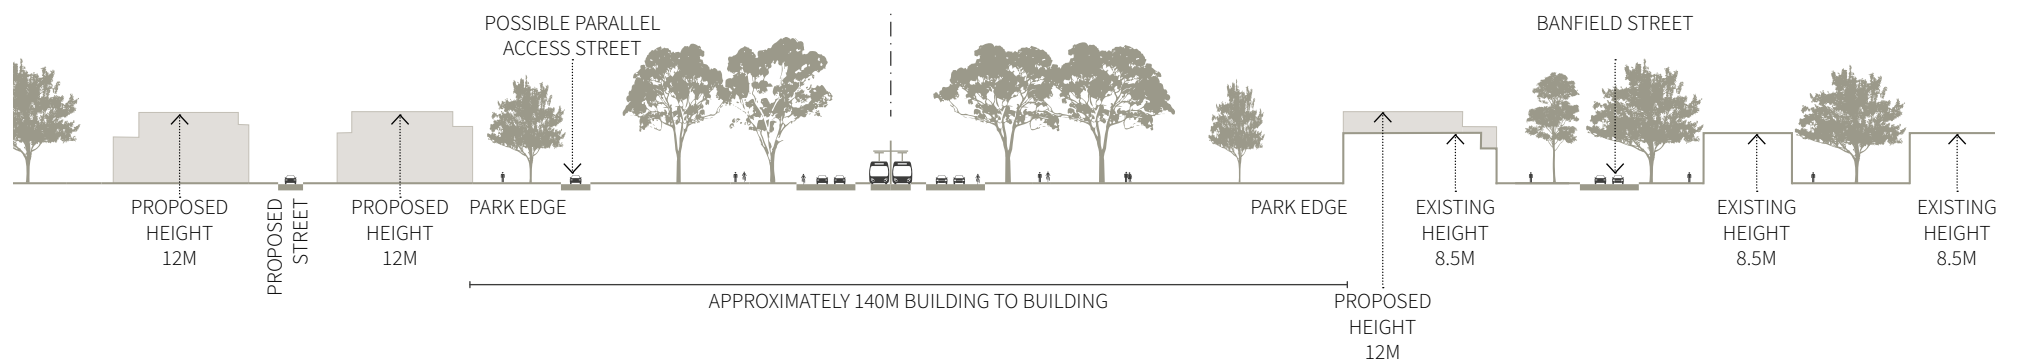 POSSIBLE PARALLEL
ACCESS STREET
BANFIELD STREET
PROPOSED
HEIGHT
12M
PROPOSED
STREET
PROPOSED
HEIGHT
12M
PARK EDGE
PARK EDGE
EXISTING
HEIGHT
8.5M
EXISTING
HEIGHT
8.5M
EXISTING
HEIGHT
8.5M
APPROXIMATELY 140M BUILDING TO BUILDING
PROPOSED
HEIGHT
12M